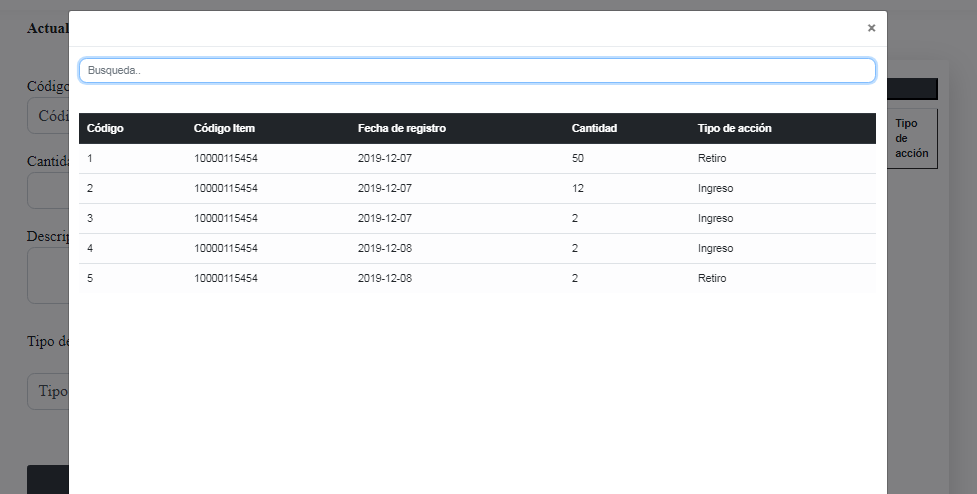 Actual
×
Busqueda..
Código
Códi
Cantida
Descrip
Tipo de
Tipo
Código Código Item Fecha de registro Cantidad Tipo de acción
1 10000115454 2019-12-07 50 Retiro
2 10000115454 2019-12-07 12 Ingreso
3 10000115454 2019-12-07 2 Ingreso
4 10000115454 2019-12-08 2 Ingreso
5 10000115454 2019-12-08 2 Retiro
Tipo
de
acción